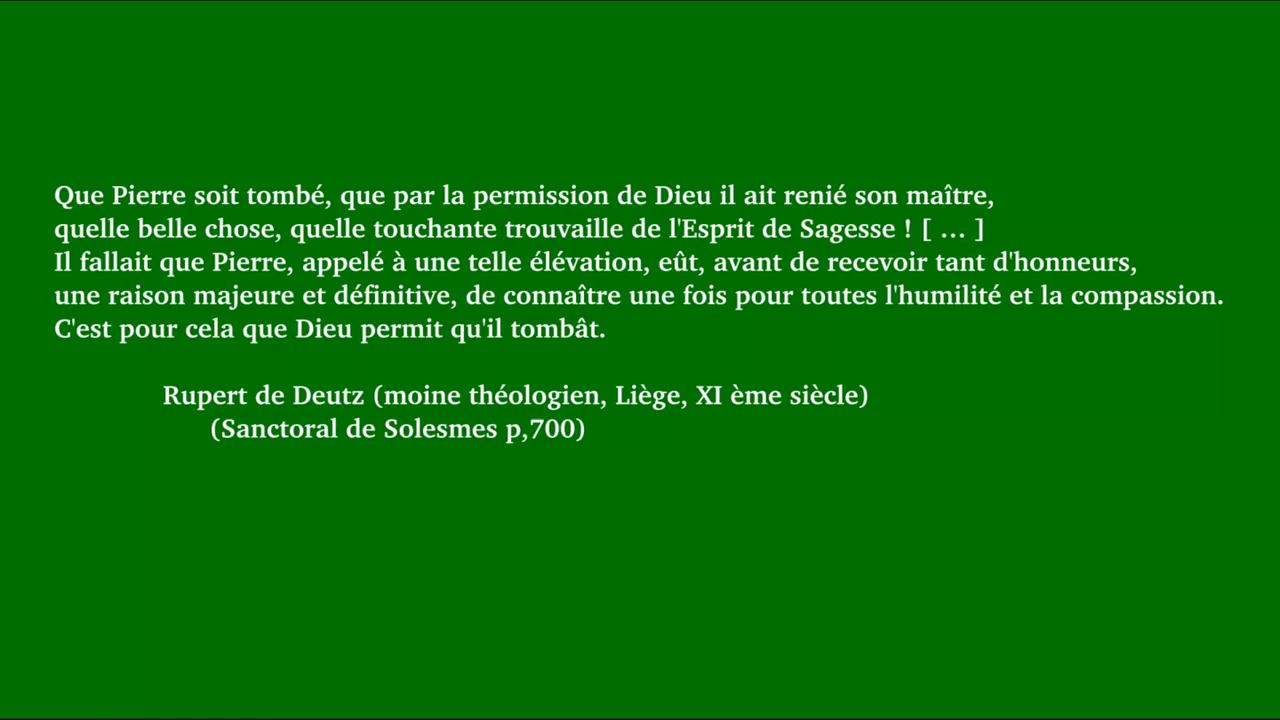 Que Pierre soit tombé, que par la permission de Dieu il ait renié son maître,
quelle belle chose, quelle touchante trouvaille de l'Esprit de Sagesse ! [ … ]
Il fallait que Pierre, appelé à une telle élévation, eût, avant de recevoir tant d'honneurs,
une raison majeure et définitive, de connaître une fois pour toutes l'humilité et la compassion.
C'est pour cela que Dieu permit qu'il tombât.
Rupert de Deutz (moine théologien, Liège, XI ème siècle)
(Sanctoral de Solesmes p,700)